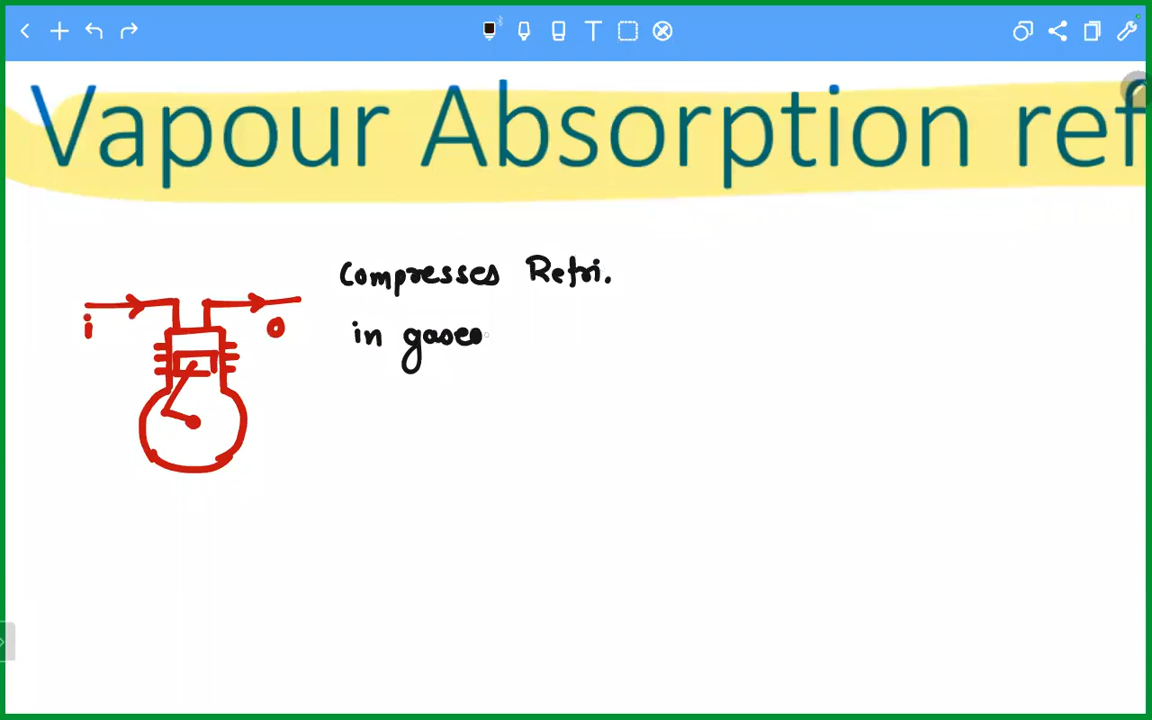 Vapour Absorption ref
Compresses Refri.
in gaseo
i
o